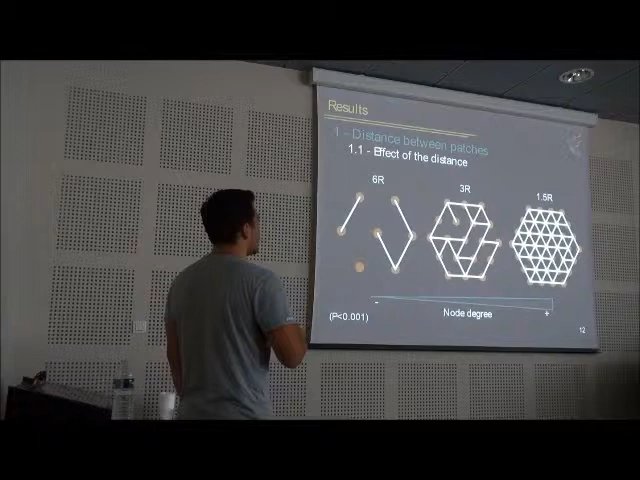 Results
1 - Distance between patches
1.1 - Effect of the distance
6R
3R
1.5R
-
+
Node degree
(P<0.001)
12